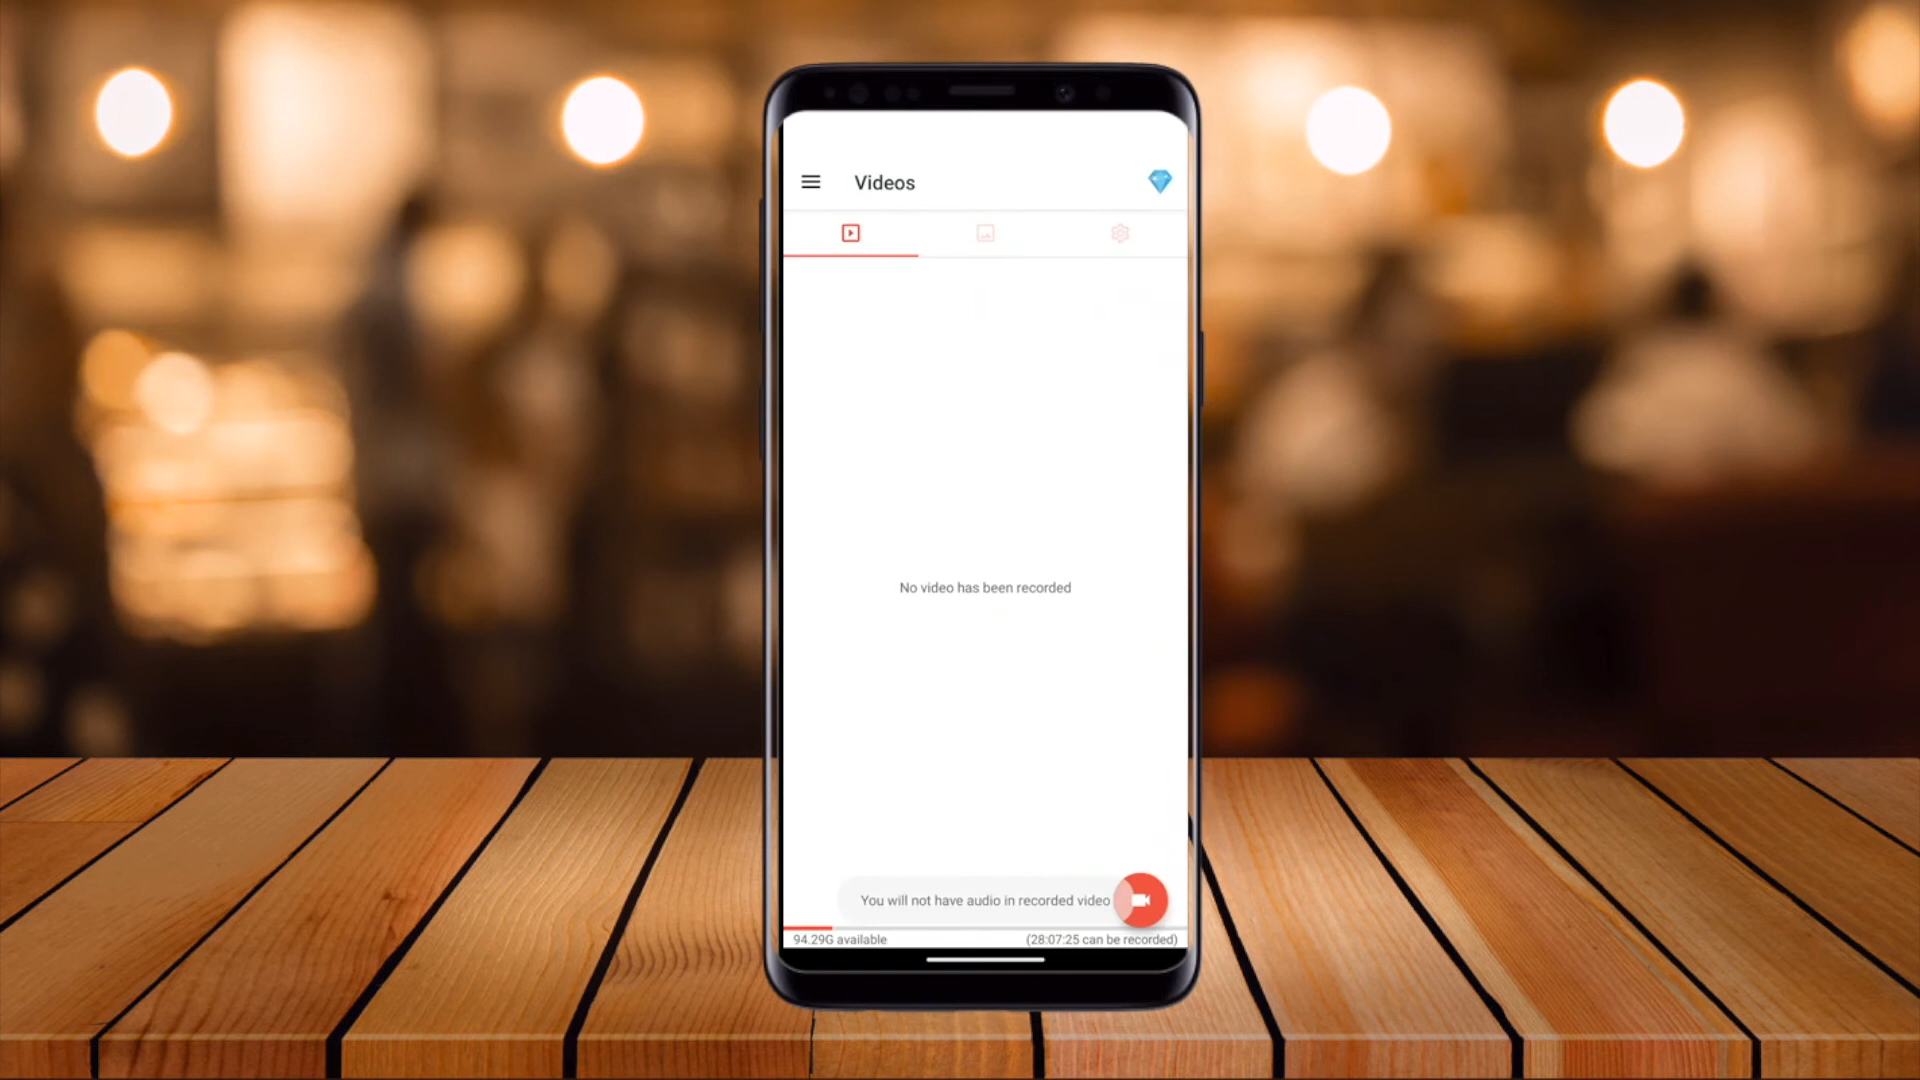 Videos
No video has been recorded
You will not have audio in recorded video
94.29G available
(28:07:25 can be recorded)